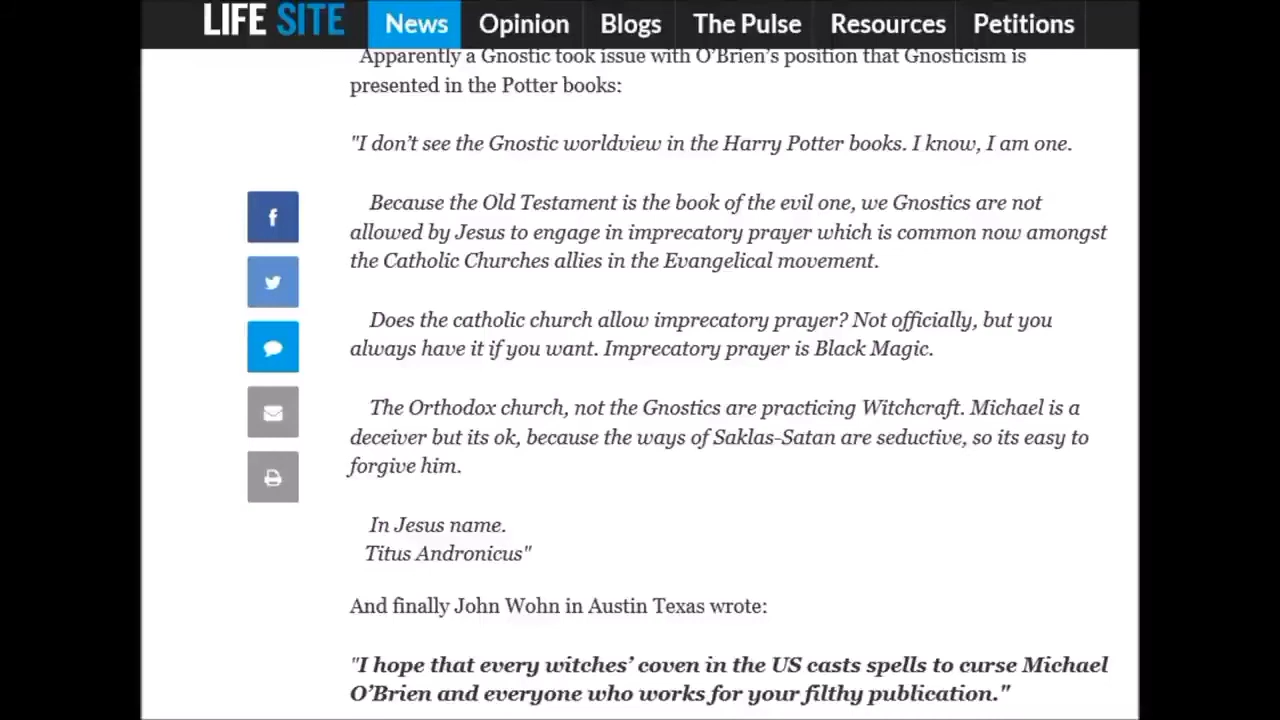 LIFE SITE News Opinion Blogs The Pulse Resources Petitions
Apparently a Gnostic took issue with O’Brien’s position that Gnosticism is
presented in the Potter books:
"I don’t see the Gnostic worldview in the Harry Potter books. I know, I am one.
Because the Old Testament is the book of the evil one, we Gnostics are not
allowed by Jesus to engage in imprecatory prayer which is common now amongst
the Catholic Churches allies in the Evangelical movement.
Does the catholic church allow imprecatory prayer? Not officially, but you
always have it if you want. Imprecatory prayer is Black Magic.
The Orthodox church, not the Gnostics are practicing Witchcraft. Michael is a
deceiver but its ok, because the ways of Saklas-Satan are seductive, so its easy to
forgive him.
In Jesus name.
Titus Andronicus"
And finally John Wohn in Austin Texas wrote:
"I hope that every witches’ coven in the US casts spells to curse Michael
O’Brien and everyone who works for your filthy publication."